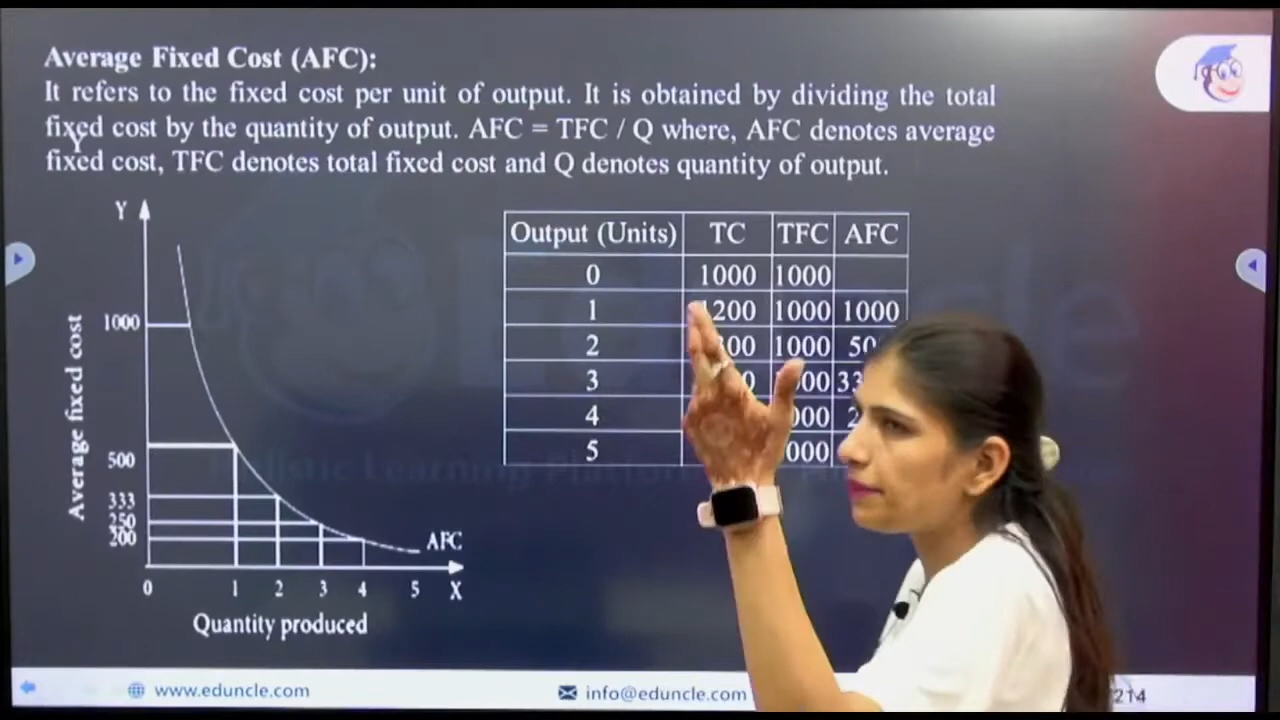 Average Fixed Cost (AFC):
It refers to the fixed cost per unit of output. It is obtained by dividing the total
fixed cost by the quantity of output. AFC = TFC / Q where, AFC denotes average
Y
fixed cost, TFC denotes total fixed cost and Q denotes quantity of output.
Y
Average fixed cost
1000
500
333
250
200
AFC
0 1 2 3 4 5 X
Quantity produced
Output (Units) TC TFC AFC
0 1000 1000
1 1200 1000 1000
2 1000
3
4
5
www.eduncle.com
info@eduncle.com
214